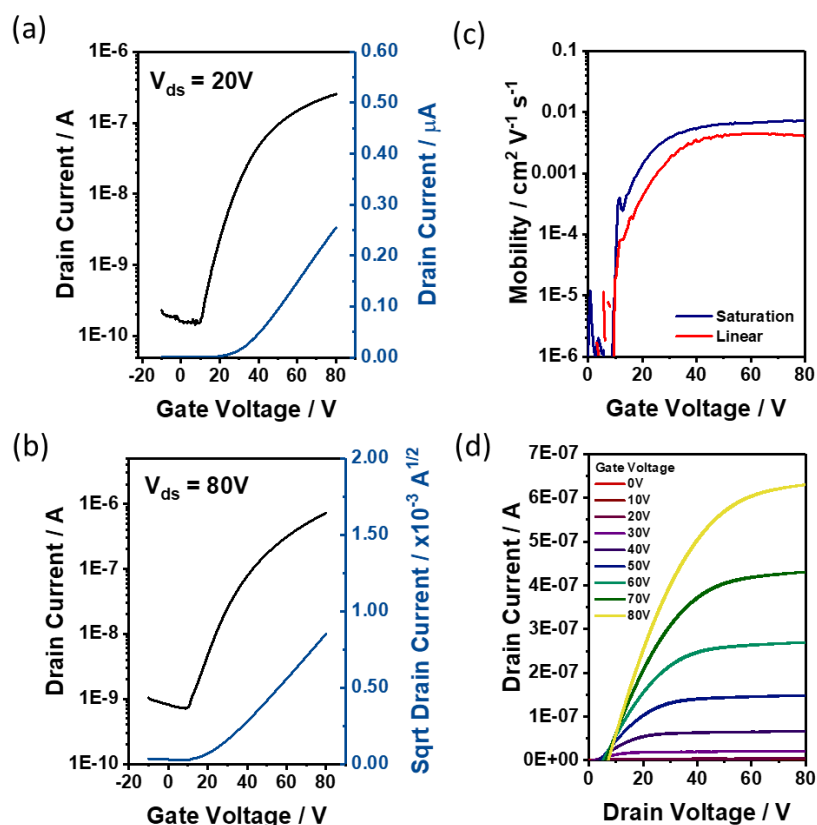 (a)
V_ds = 20V
Drain Current / A
1E-6
1E-7
1E-8
1E-9
1E-10
0.60
0.50
0.40
0.30
0.20
0.10
0.00
Drain Current / μA
-20 0 20 40 60 80
Gate Voltage / V
(b)
V_ds = 80V
Drain Current / A
1E-6
1E-7
1E-8
1E-9
1E-10
2.00
1.50
1.00
0.50
0.00
Sqrt Drain Current / x10^-3 A^1/2
-20 0 20 40 60 80
Gate Voltage / V
(c)
Mobility / cm^2 V^-1 s^-1
0.1
0.01
0.001
1E-4
1E-5
1E-6
Saturation
Linear
0 20 40 60 80
Gate Voltage / V
(d)
Drain Current / A
7E-07
6E-07
5E-07
4E-07
3E-07
2E-07
1E-07
0E+00
Gate Voltage
0V
10V
20V
30V
40V
50V
60V
70V
80V
0 20 40 60 80
Drain Voltage / V